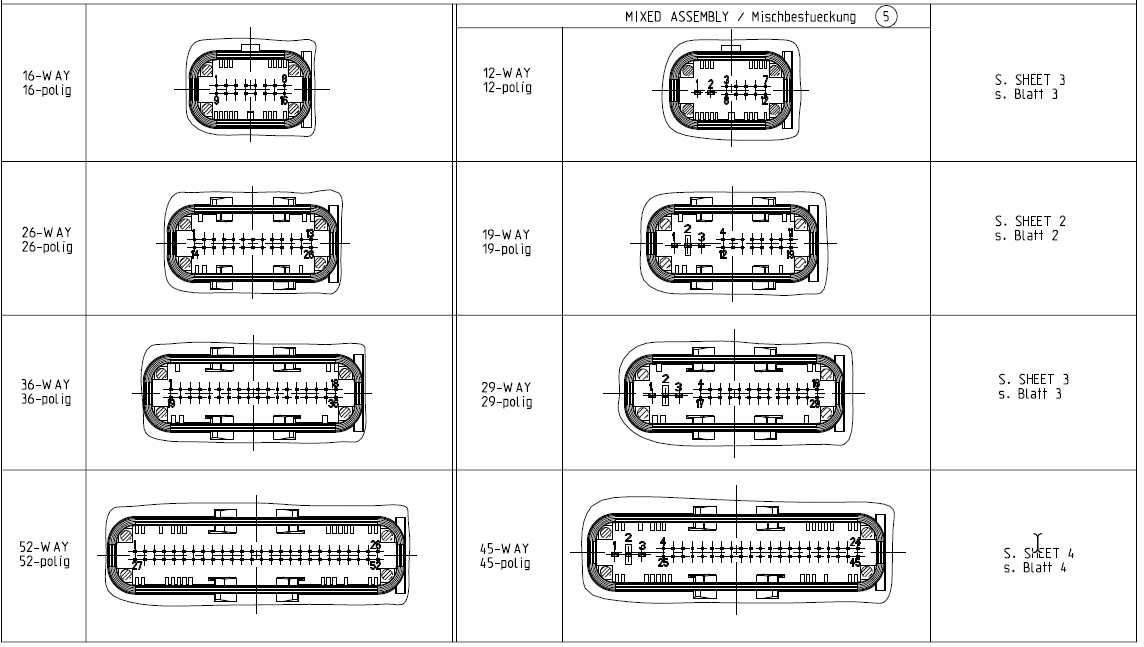 MIXED ASSEMBLY / Mischbestueckung 5
16-WAY
16-polig
1 8
9 16
12-WAY
12-polig
1 2 3 7
8 12
S. SHEET 3
s. Blatt 3
26-WAY
26-polig
1 13
14 26
19-WAY
19-polig
1 2 3 4 11
12 19
S. SHEET 2
s. Blatt 2
36-WAY
36-polig
1 18
19 36
29-WAY
29-polig
1 2 3 4 16
17 29
S. SHEET 3
s. Blatt 3
52-WAY
52-polig
1 26
27 52
45-WAY
45-polig
1 2 3 4 24
25 45
S. SHEET 4
s. Blatt 4